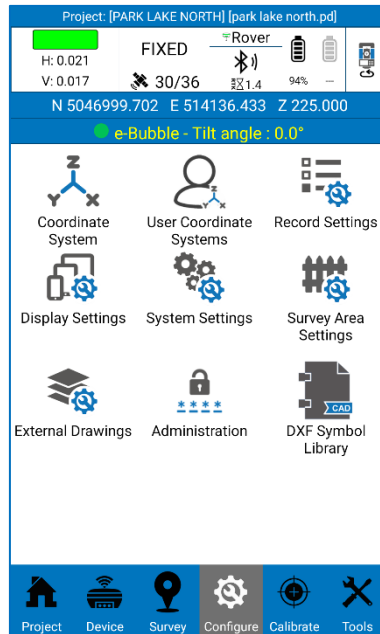 Project: [PARK LAKE NORTH] [park lake north.pd]
H: 0.021
V: 0.017
FIXED
30/36
Rover
1.4
94%
--
N 5046999.702 E 514136.433 Z 225.000
e-Bubble - Tilt angle : 0.0°
Coordinate
System
User Coordinate
Systems
Record Settings
Display Settings
System Settings
Survey Area
Settings
External Drawings
* * * *
Administration
CAD
DXF Symbol
Library
Project
Device
Survey
Configure
Calibrate
Tools